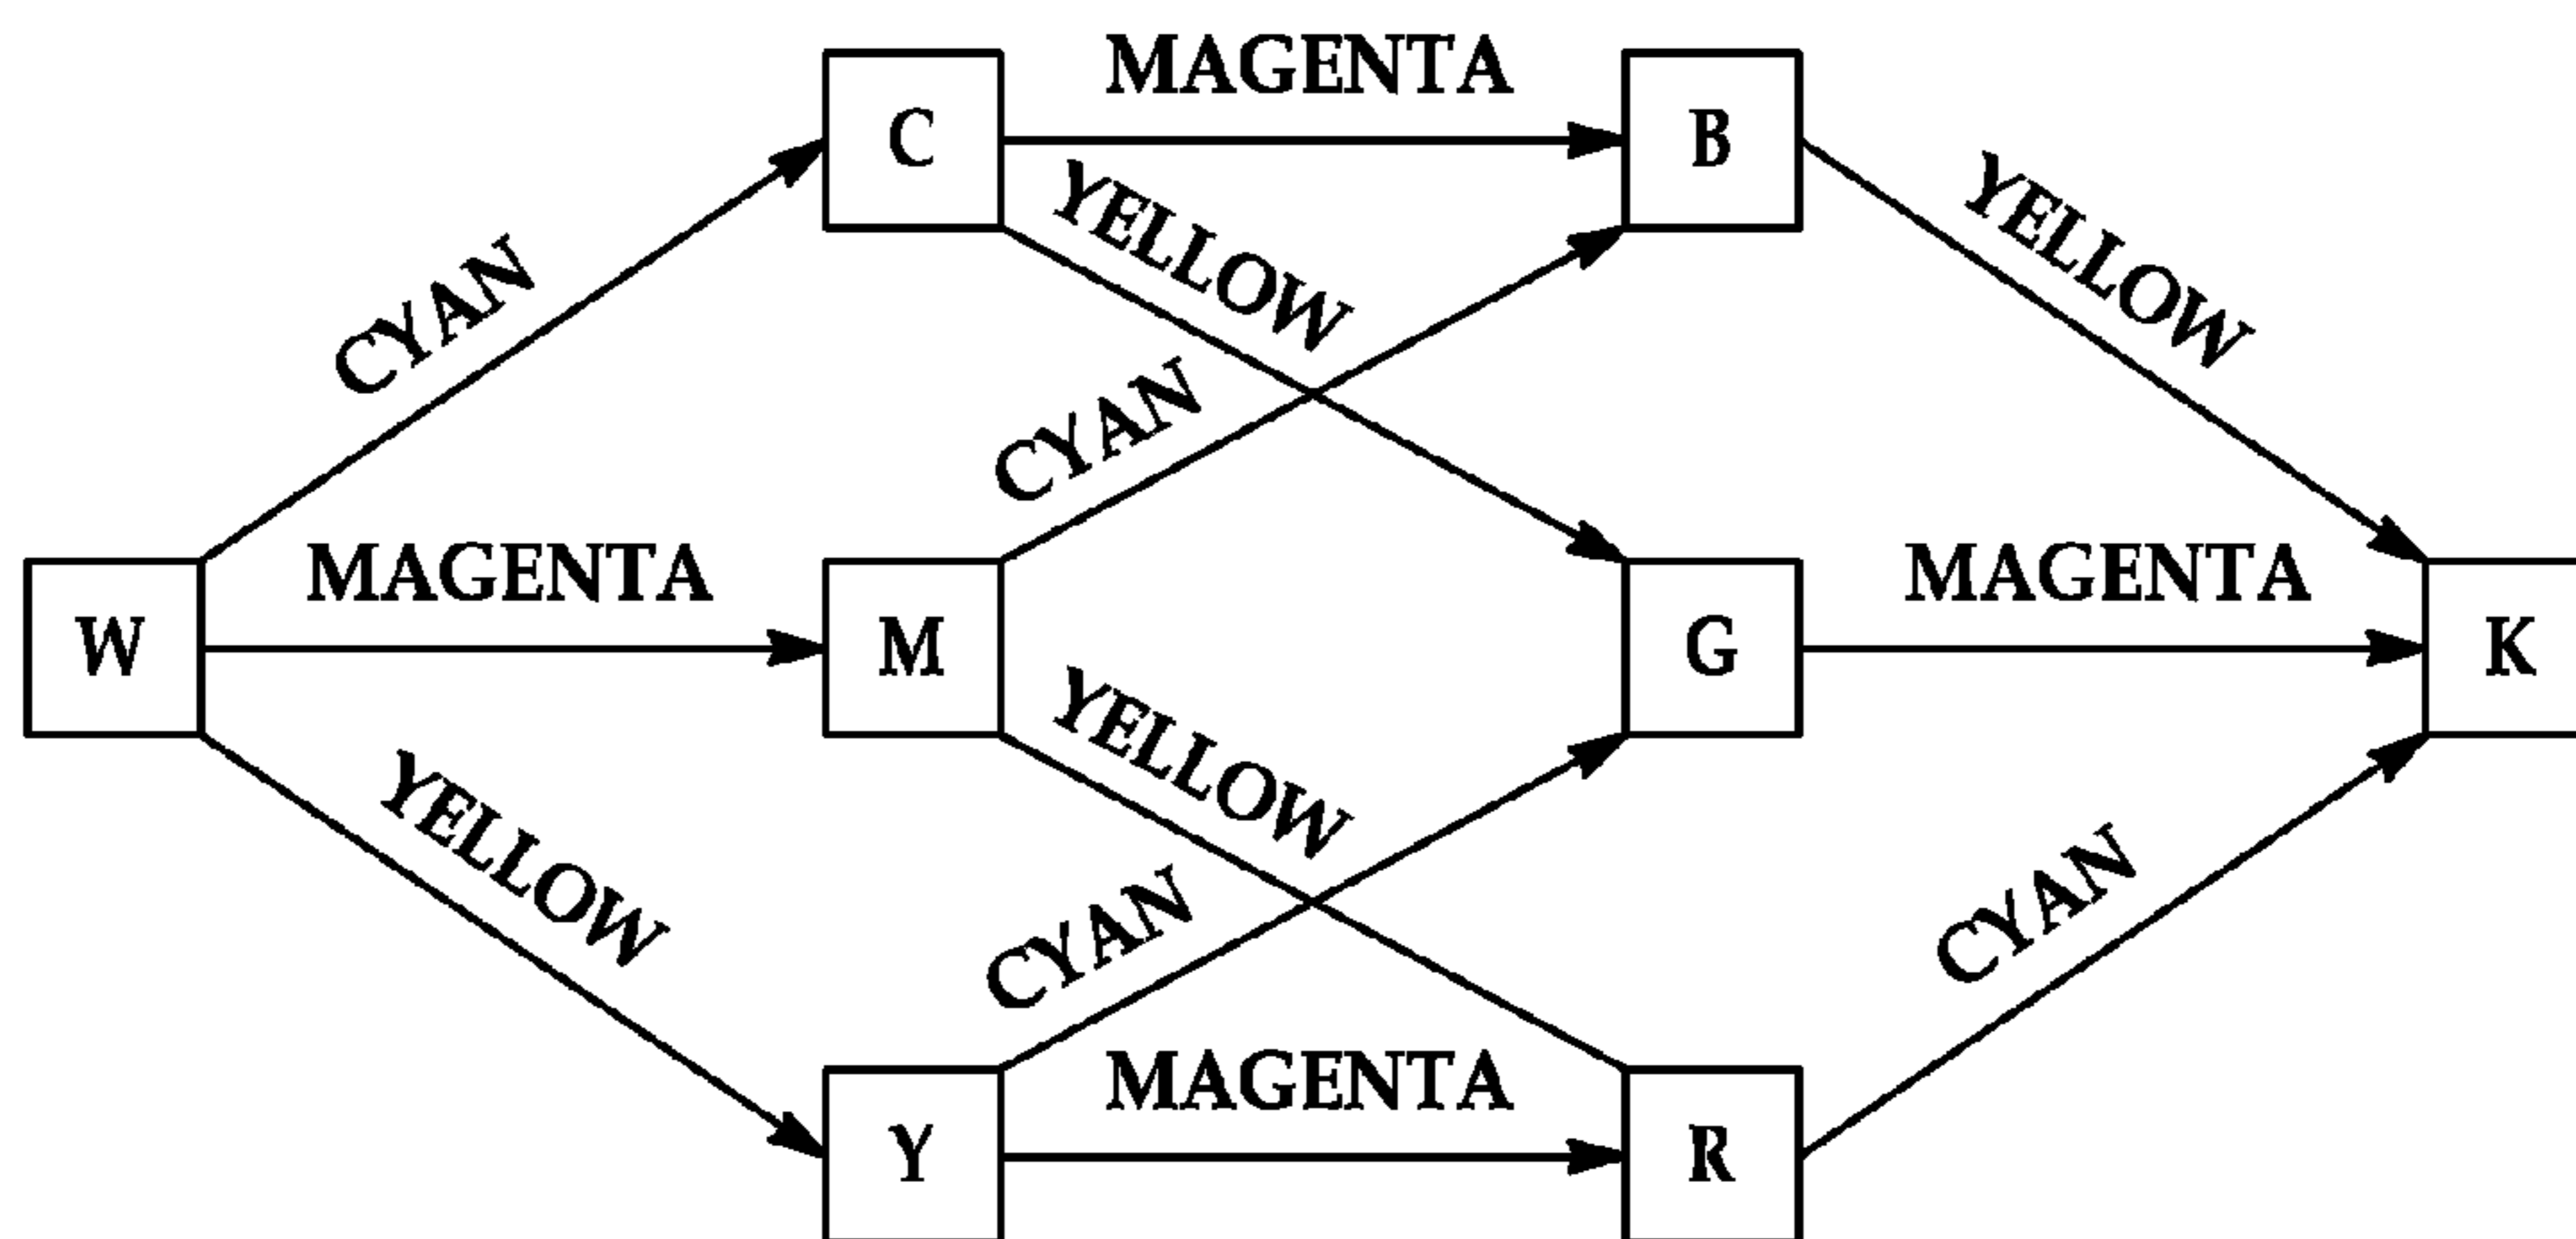 MAGENTA
C
B
YELLOW
YELLOW
CYAN
CYAN
MAGENTA
MAGENTA
W
M
G
K
YELLOW
YELLOW
CYAN
CYAN
MAGENTA
Y
R